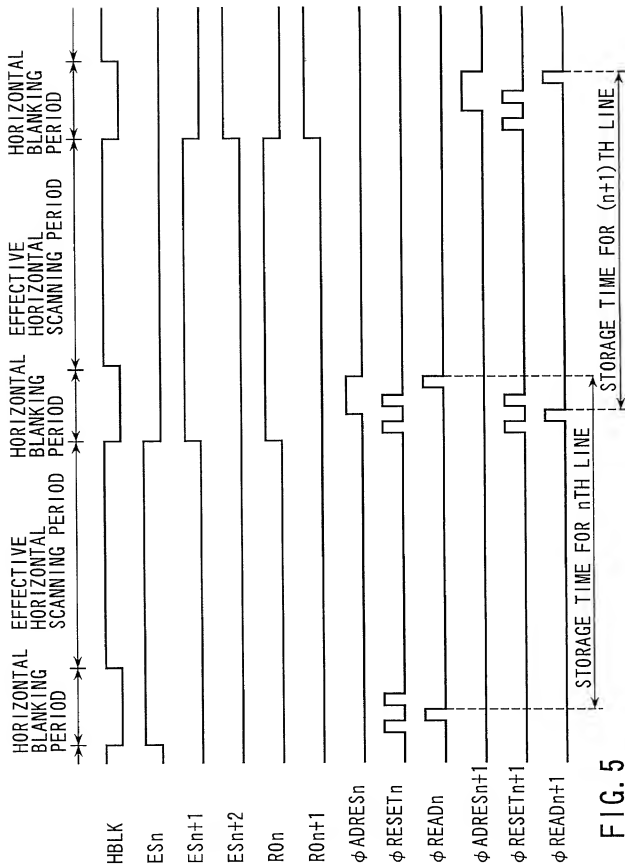 HORIZONTAL
BLANKING
PERIOD
EFFECTIVE
HORIZONTAL
SCANNING PERIOD
HORIZONTAL
BLANKING
PERIOD
EFFECTIVE
HORIZONTAL
SCANNING PERIOD
HORIZONTAL
BLANKING
PERIOD
HBLK
ESn
ESn+1
ESn+2
ROn
ROn+1
φADRESn
φRESETn
φREADn
φADRESn+1
φRESETn+1
φREADn+1
STORAGE TIME FOR nTH LINE
STORAGE TIME FOR (n+1)TH LINE
FIG. 5